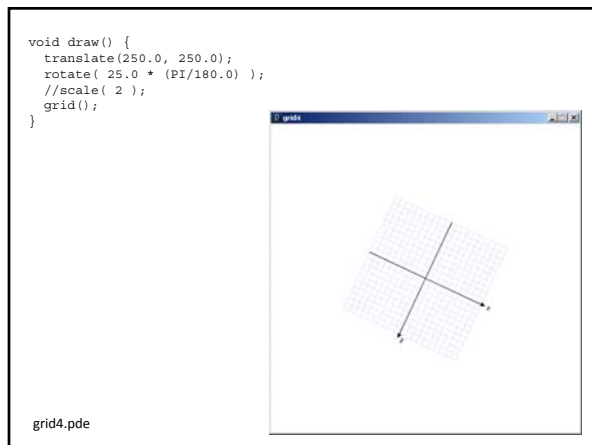 void draw() {
  translate(250.0, 250.0);
  rotate( 25.0 * (PI/180.0) );
  //scale( 2 );
  grid();
}
grid4
x
y
grid4.pde